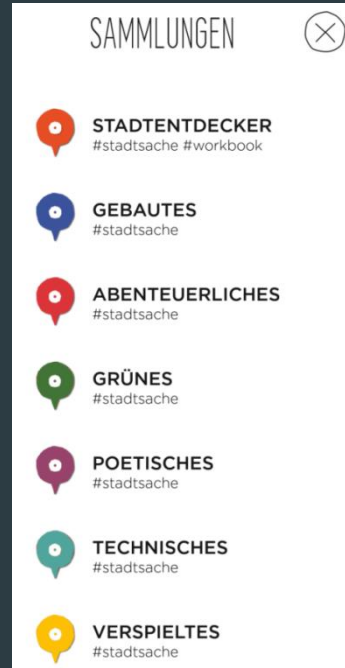 SAMMLUNGEN
STADTENTDECKER
#stadtsache #workbook
GEBAUTES
#stadtsache
ABENTEUERLICHES
#stadtsache
GRÜNES
#stadtsache
POETISCHES
#stadtsache
TECHNISCHES
#stadtsache
VERSPIELTES
#stadtsache